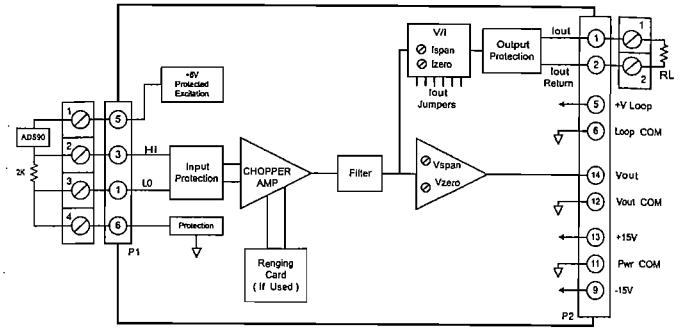 V/I
Ispan
Izero
Iout
Jumpers
Output
Protection
Iout
Iout
Return
1
2
1
2
RL
5
+V Loop
6
Loop COM
14
Vout
12
Vout COM
13
+15V
11
Pwr COM
9
-15V
P2
+5V
Protected
Excitation
AD590
2K
1
2
3
4
5
3
1
6
P1
HI
LO
Input
Protection
Protection
CHOPPER
AMP
Ranging
Card
( If Used )
Filter
Vspan
Vzero